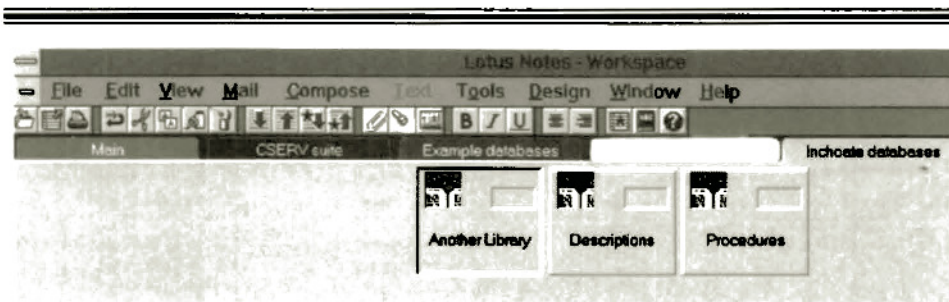 Lotus Notes - Workspace
File Edit View Mail Compose Text Tools Design Window Help
B I U
Main CSERV suite Example databases Inchoate databases
Another Library Descriptions Procedures